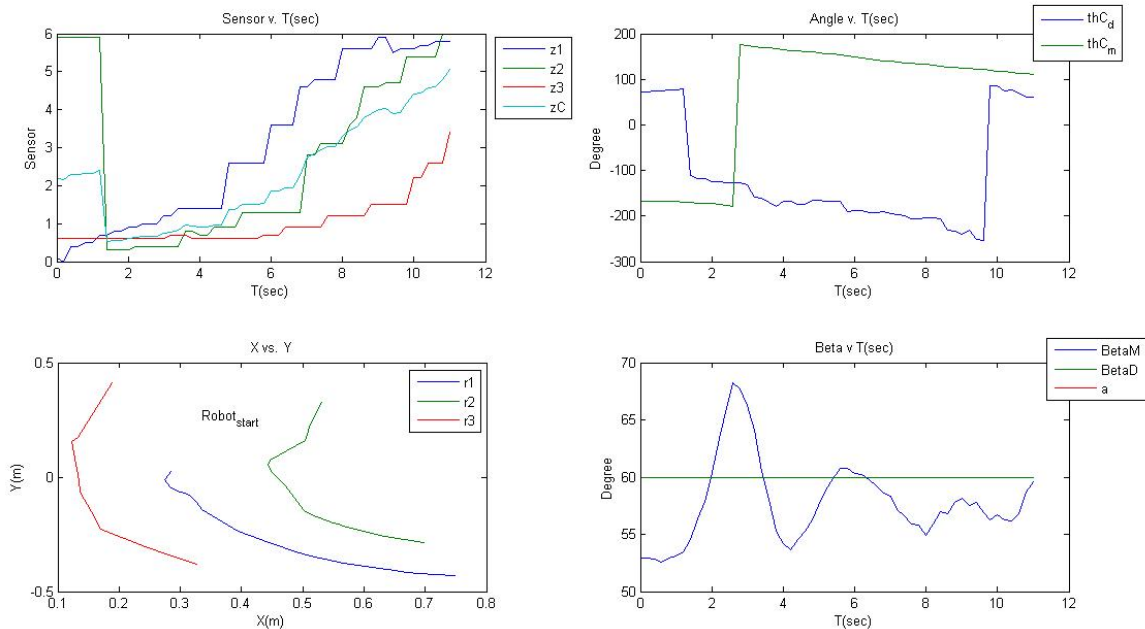 Sensor v. T(sec)
6
5
4
3
2
1
0
Sensor
0 2 4 6 8 10 12
T(sec)
z1
z2
z3
zC
Angle v. T(sec)
200
100
0
-100
-200
-300
Degree
0 2 4 6 8 10 12
T(sec)
thC_d
thC_m
X vs. Y
0.5
0
-0.5
Y(m)
0.1 0.2 0.3 0.4 0.5 0.6 0.7 0.8
X(m)
Robot_start
r1
r2
r3
Beta v T(sec)
70
65
60
55
50
Degree
0 2 4 6 8 10 12
T(sec)
BetaM
BetaD
a